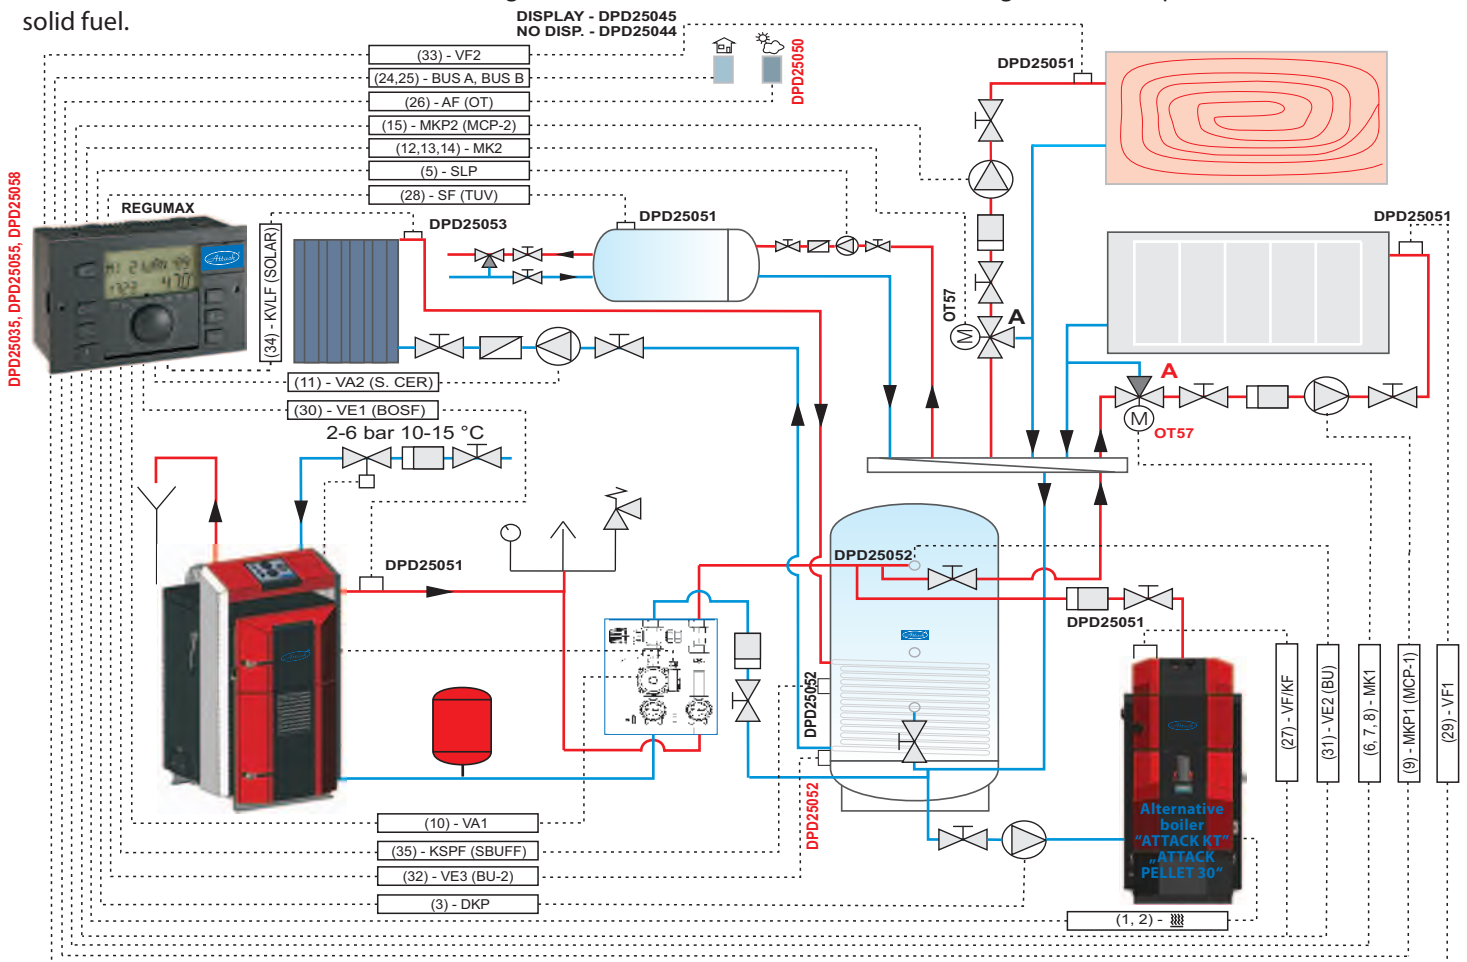 solid fuel.
DISPLAY - DPD25045
NO DISP. - DPD25044
(33) - VF2
(24,25) - BUS A, BUS B
(26) - AF (OT)
(15) - MKP2 (MCP-2)
(12,13,14) - MK2
(5) - SLP
(28) - SF (TUV)
DPD25050
DPD25051
DPD25035, DPD25055, DPD25058
REGUMAX
Attack
(34) - KVLF (SOLAR)
DPD25053
DPD25051
DPD25051
OT57
M
A
A
M
OT57
(11) - VA2 (S. CER)
(30) - VE1 (BOSF)
2-6 bar 10-15 °C
DPD25051
DPD25052
DPD25051
DPD25052
DPD25052
(10) - VA1
(35) - KSPF (SBUFF)
(32) - VE3 (BU-2)
(3) - DKP
(27) - VF/KF
(31) - VE2 (BU)
(6, 7, 8) - MK1
(9) - MKP1 (MCP-1)
(29) - VF1
Alternative
boiler
“ATTACK KT”
„ATTACK
PELLET 30”
(1, 2) -